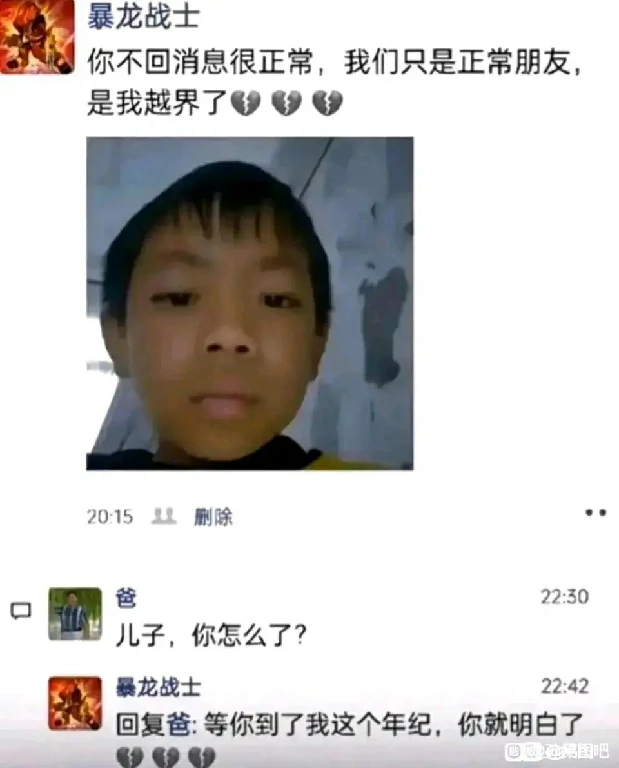 暴龙战士
你不回消息很正常，我们只是正常朋友，
是我越界了💔 💔 💔
20:15 删除
爸 22:30
儿子，你怎么了?
暴龙战士 22:42
回复爸: 等你到了我这个年纪，你就明白了
💔 💔 💔